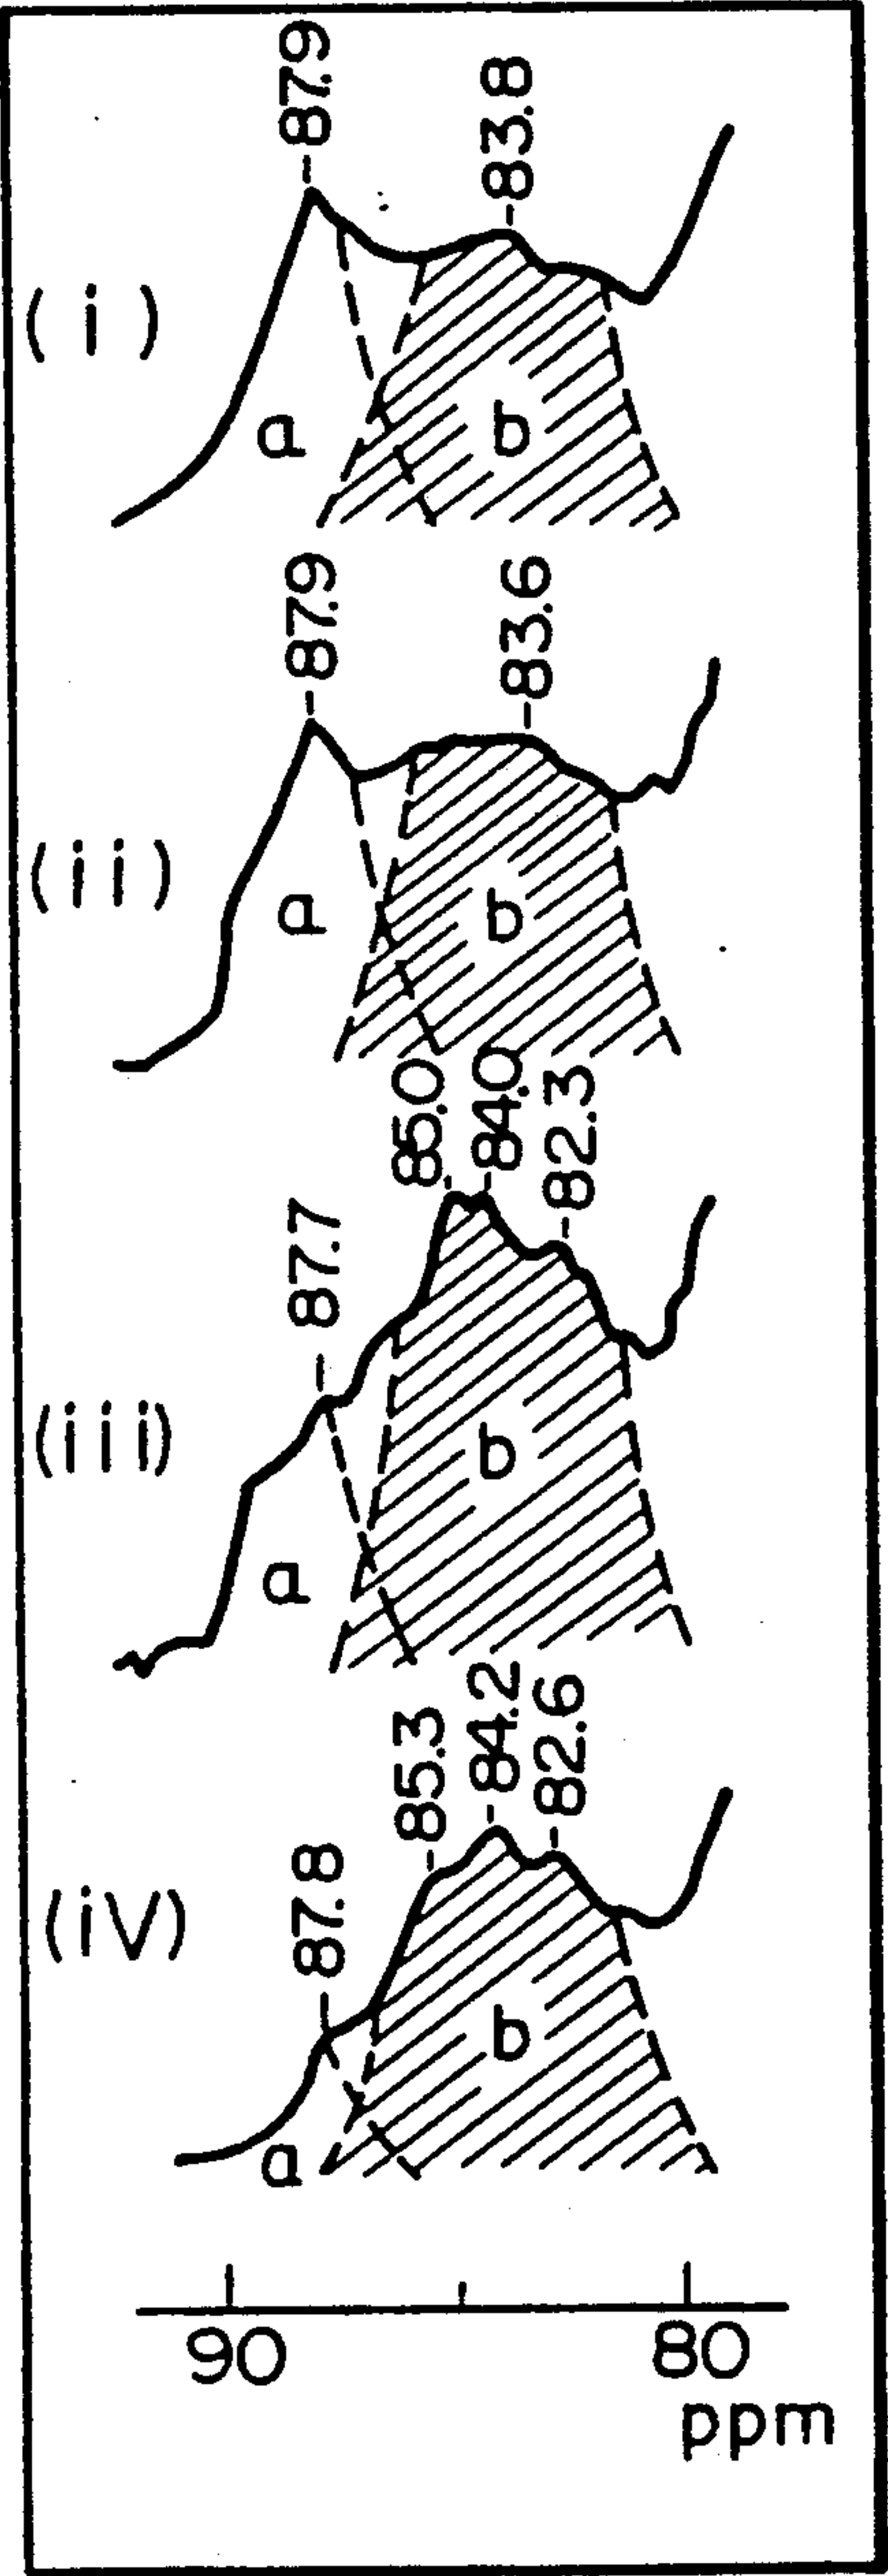 87.9 83.8
(i)
a b
87.9 83.6
(ii)
a b
85.0 84.0 82.3
87.7
(iii)
b
a
85.3 84.2 82.6
87.8
(iv)
b
a
90 80
ppm